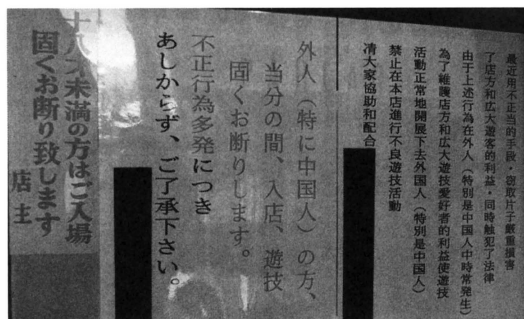 最近用不正当的手段・窃取片子嚴重損害
了店方和広大遊客的利益・同時触犯了法律
由于上述行為在外人(特別是中国人中時常発生)
為了維護店方和広大遊技愛好者的利益使遊技
活動正常地開展下去外国人(特別是中国人)
禁止在本店進行不良遊技活動
清大家協助和配合
外人(特に中国人)の方、
当分の間、入店、遊技
固くお断りします。
不正行為多発につき
あしからず、ご了承下さい。
十八才未満の方はご入場
固くお断り致します
店主